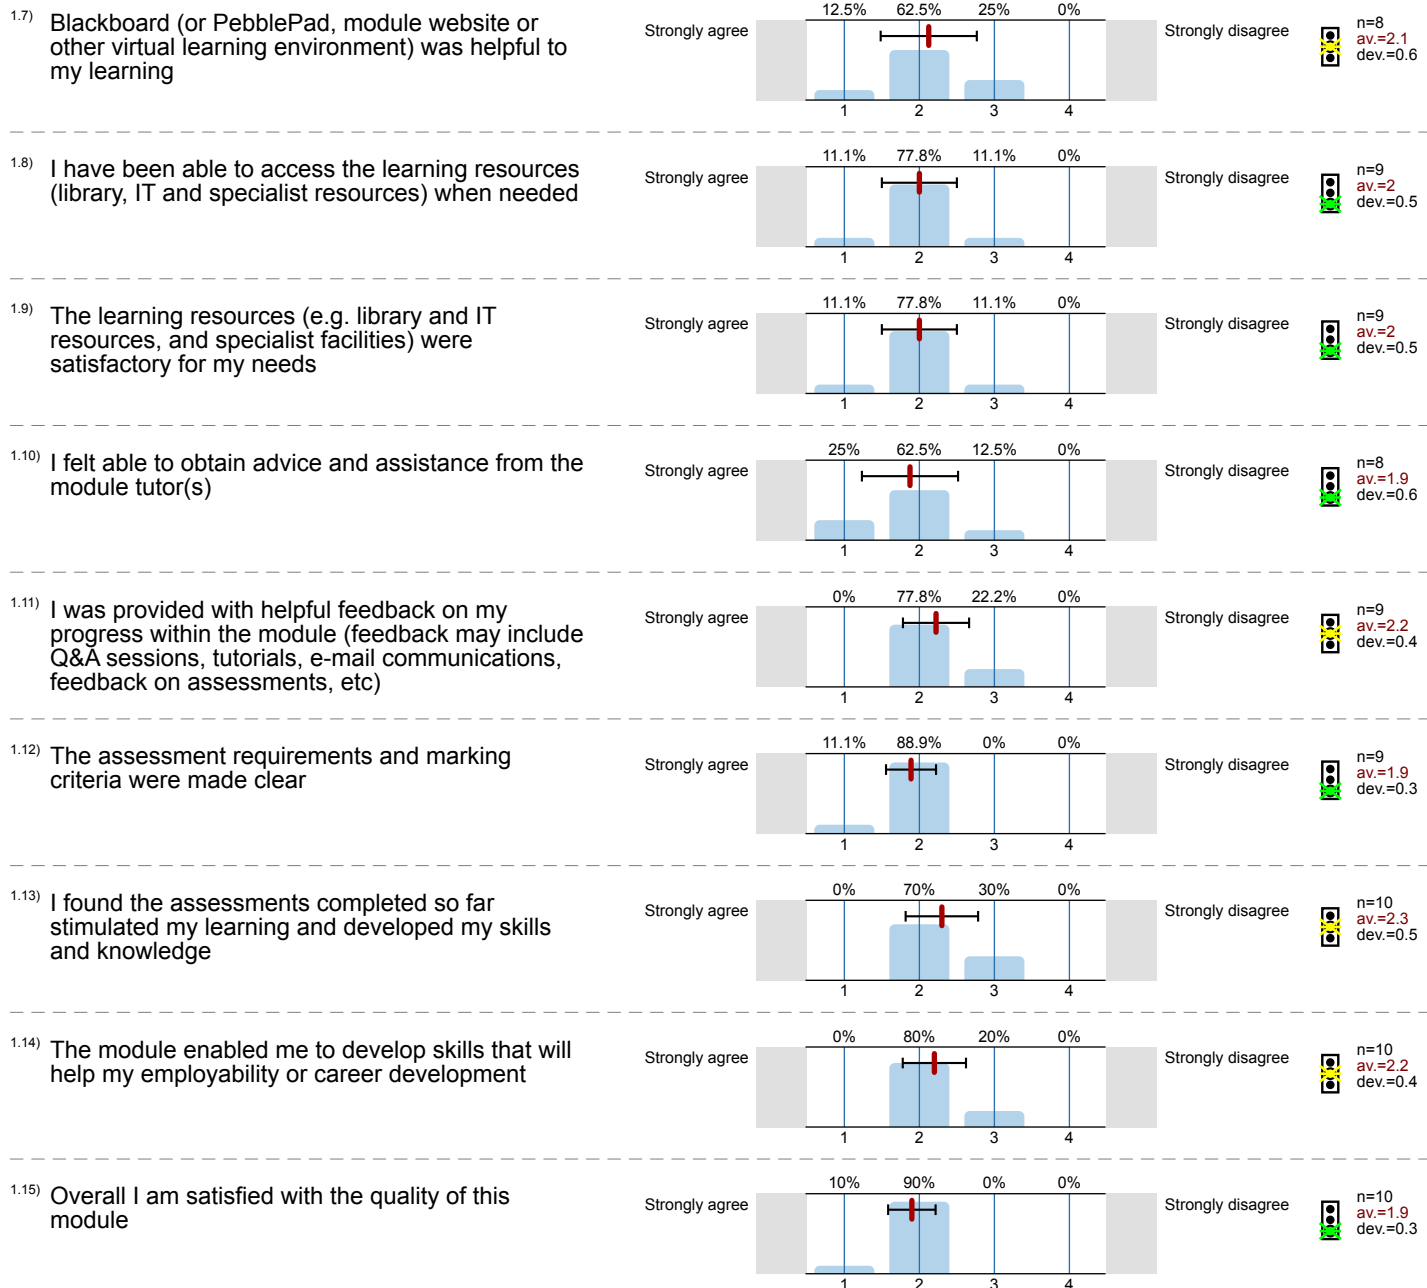 1.7) Blackboard (or PebblePad, module website or
other virtual learning environment) was helpful to
my learning
12.5% 62.5% 25% 0%
Strongly agree Strongly disagree
1 2 3 4
n=8
av.=2.1
dev.=0.6
1.8) I have been able to access the learning resources
(library, IT and specialist resources) when needed
11.1% 77.8% 11.1% 0%
Strongly agree Strongly disagree
1 2 3 4
n=9
av.=2
dev.=0.5
1.9) The learning resources (e.g. library and IT
resources, and specialist facilities) were
satisfactory for my needs
11.1% 77.8% 11.1% 0%
Strongly agree Strongly disagree
1 2 3 4
n=9
av.=2
dev.=0.5
1.10) I felt able to obtain advice and assistance from the
module tutor(s)
25% 62.5% 12.5% 0%
Strongly agree Strongly disagree
1 2 3 4
n=8
av.=1.9
dev.=0.6
1.11) I was provided with helpful feedback on my
progress within the module (feedback may include
Q&A sessions, tutorials, e-mail communications,
feedback on assessments, etc)
0% 77.8% 22.2% 0%
Strongly agree Strongly disagree
1 2 3 4
n=9
av.=2.2
dev.=0.4
1.12) The assessment requirements and marking
criteria were made clear
11.1% 88.9% 0% 0%
Strongly agree Strongly disagree
1 2 3 4
n=9
av.=1.9
dev.=0.3
1.13) I found the assessments completed so far
stimulated my learning and developed my skills
and knowledge
0% 70% 30% 0%
Strongly agree Strongly disagree
1 2 3 4
n=10
av.=2.3
dev.=0.5
1.14) The module enabled me to develop skills that will
help my employability or career development
0% 80% 20% 0%
Strongly agree Strongly disagree
1 2 3 4
n=10
av.=2.2
dev.=0.4
1.15) Overall I am satisfied with the quality of this
module
10% 90% 0% 0%
Strongly agree Strongly disagree
1 2 3 4
n=10
av.=1.9
dev.=0.3